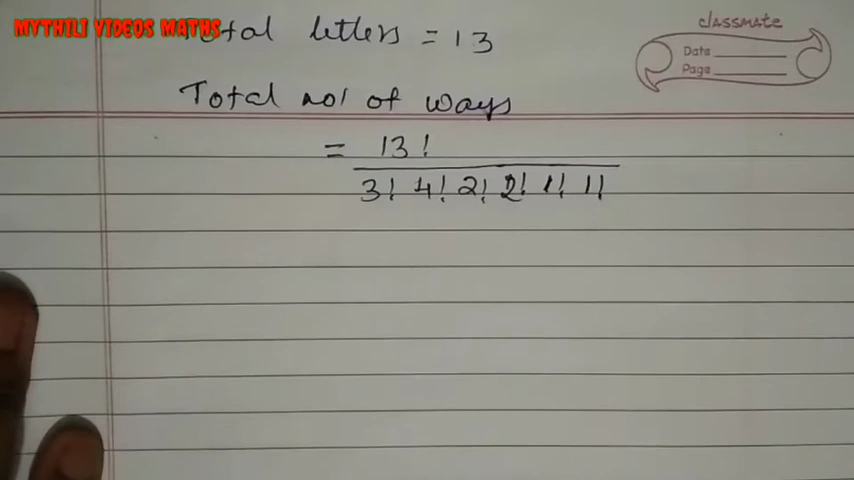 MYTHILI VIDEOS MATHS
Total letters = 13
classmate
Date
Page
Total no! of ways
= 13!
3! 4! 2! 2! 1! 1!